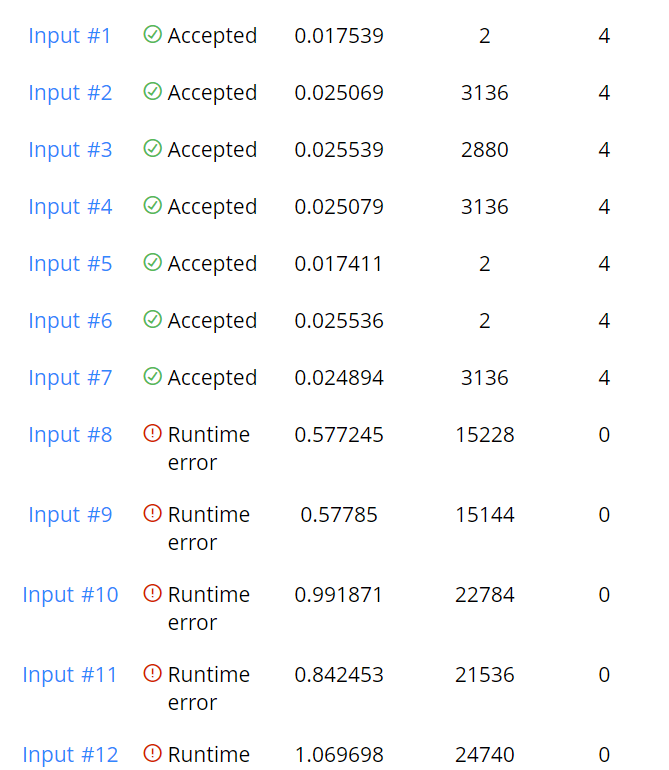 Input #1 Accepted 0.017539 2 4
Input #2 Accepted 0.025069 3136 4
Input #3 Accepted 0.025539 2880 4
Input #4 Accepted 0.025079 3136 4
Input #5 Accepted 0.017411 2 4
Input #6 Accepted 0.025536 2 4
Input #7 Accepted 0.024894 3136 4
Input #8 Runtime 0.577245 15228 0
error
Input #9 Runtime 0.57785 15144 0
error
Input #10 Runtime 0.991871 22784 0
error
Input #11 Runtime 0.842453 21536 0
error
Input #12 Runtime 1.069698 24740 0